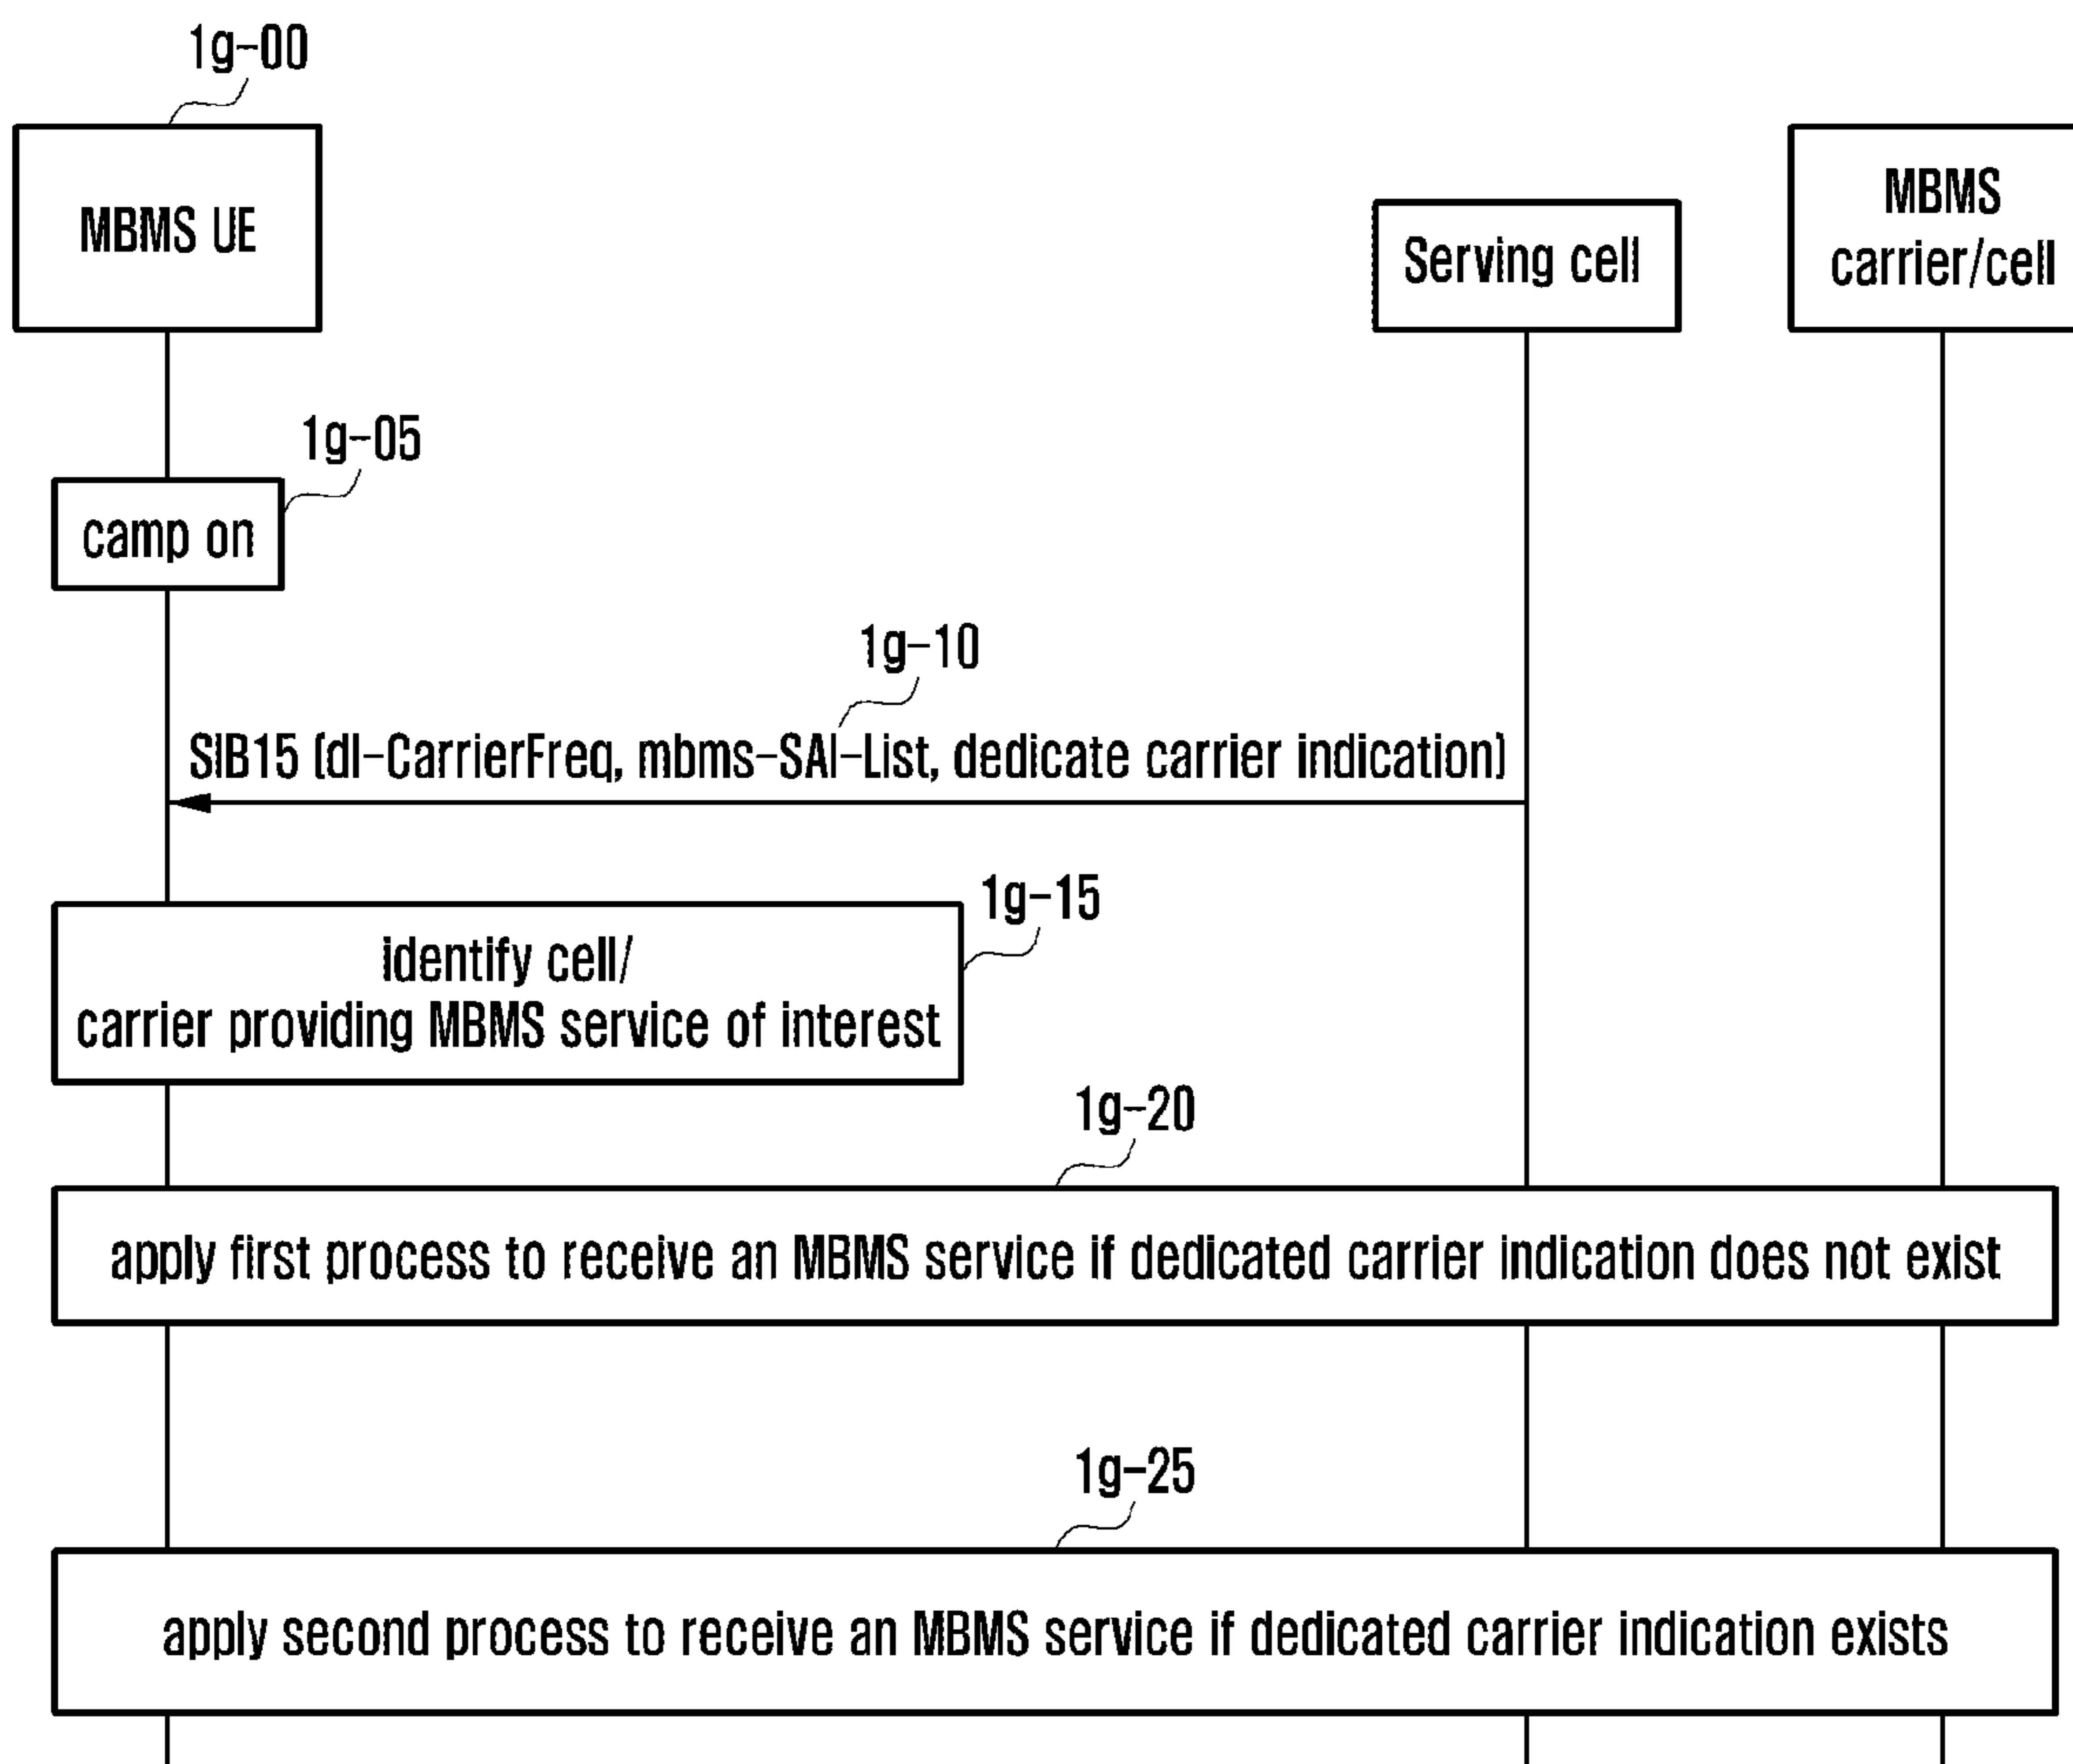 1g-00
MBMS UE
Serving cell
MBMS
carrier/cell
1g-05
camp on
1g-10
SIB15 (dl-CarrierFreq, mbms-SAI-List, dedicate carrier indication)
1g-15
identify cell/
carrier providing MBMS service of interest
1g-20
apply first process to receive an MBMS service if dedicated carrier indication does not exist
1g-25
apply second process to receive an MBMS service if dedicated carrier indication exists